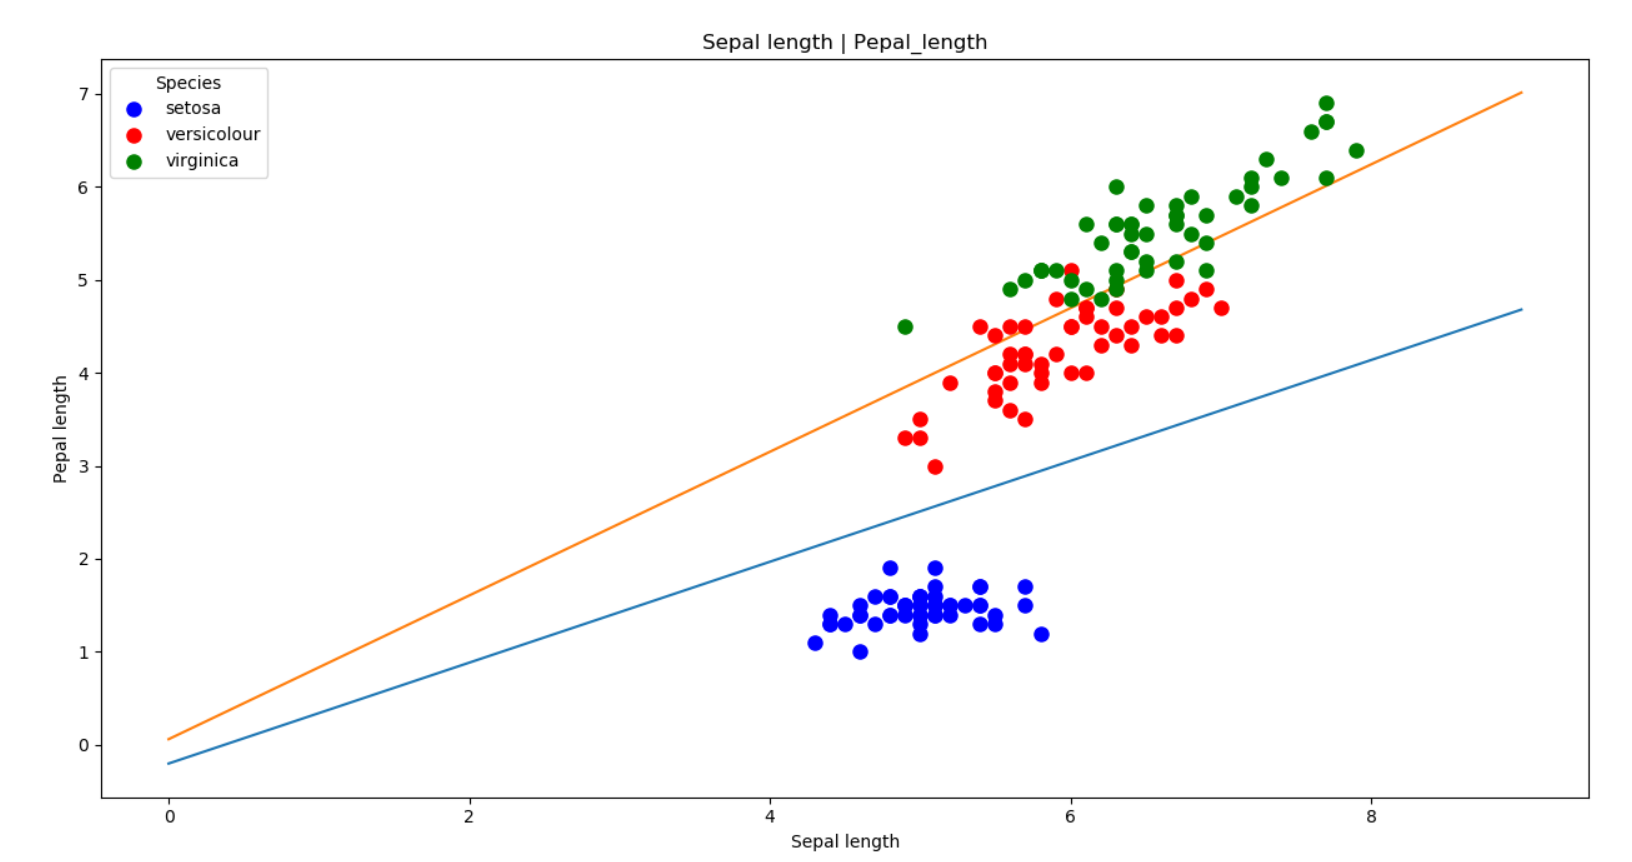 Sepal length | Pepal_length
Species
setosa
versicolour
virginica
7
6
5
4
3
2
1
0
Pepal length
0 2 4 6 8
Sepal length